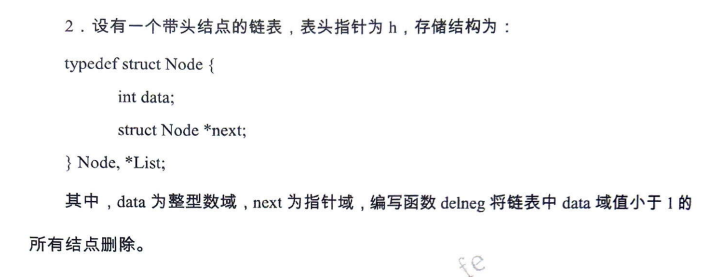 2．设有一个带头结点的链表，表头指针为 h，存储结构为：
typedef struct Node {
int data;
struct Node *next;
} Node, *List;
其中，data 为整型数域，next 为指针域，编写函数 delneg 将链表中 data 域值小于 1 的
所有结点删除。
fe